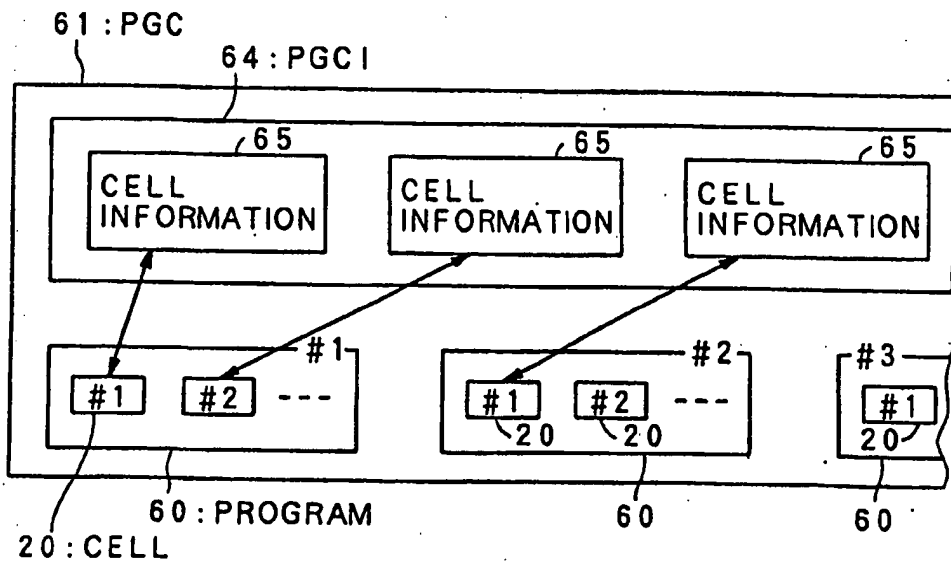 61:PGC
64:PGCI
65 65 65
CELL INFORMATION
CELL INFORMATION
CELL INFORMATION
#1 #2 #3
#1 #2 --- #1 #2 --- #1
20 20 20
60:PROGRAM 60 60
20:CELL